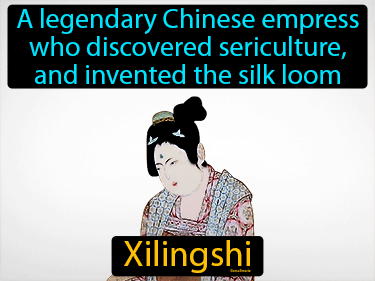 A legendary Chinese empress
who discovered sericulture,
and invented the silk loom
Xilingshi